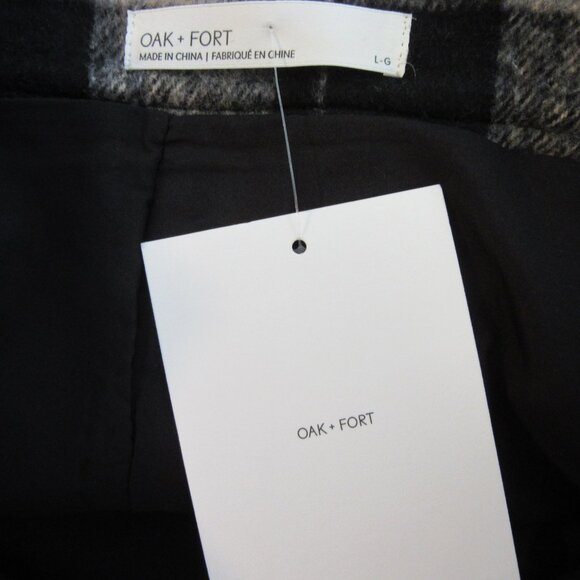 OAK + FORT
MADE IN CHINA | FABRIQUÉ EN CHINE
L-G
OAK + FORT